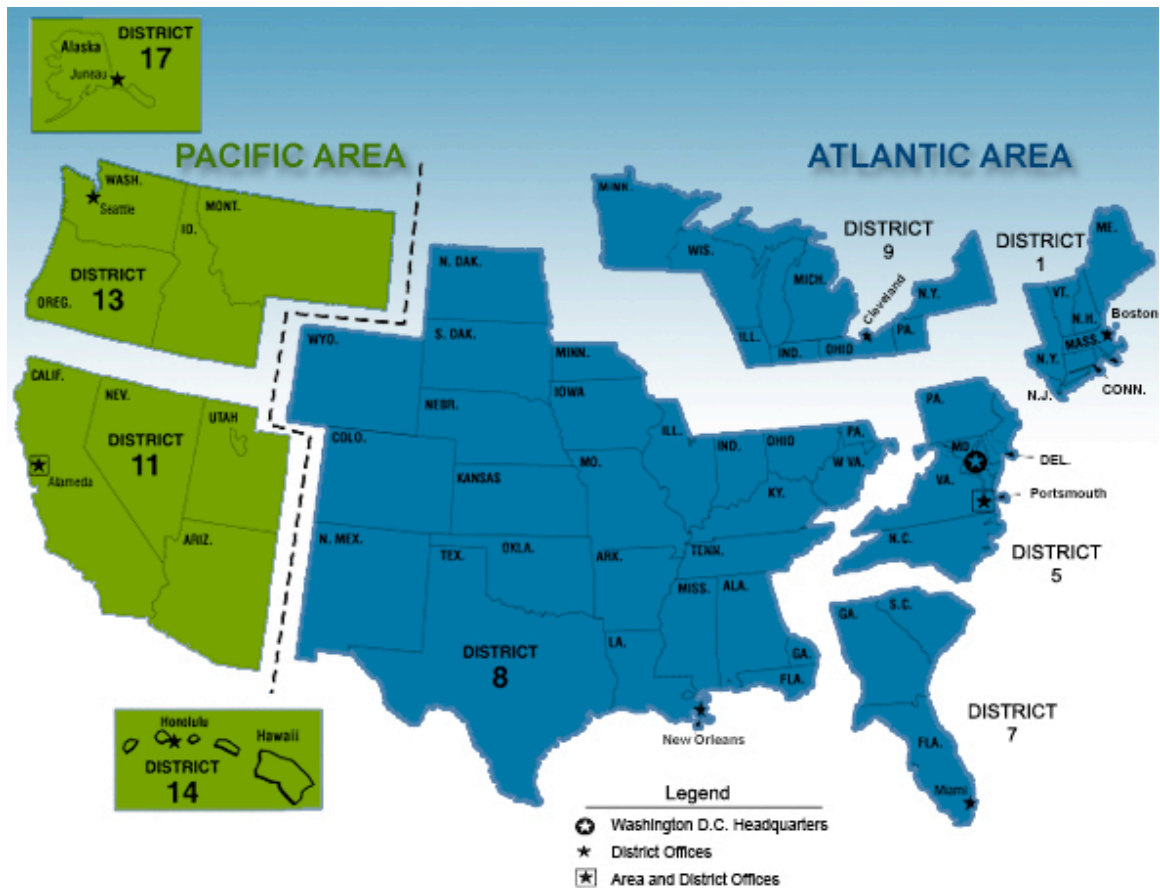 DISTRICT
17
Alaska
Juneau
PACIFIC AREA
ATLANTIC AREA
WASH.
Seattle
ID.
MONT.
DISTRICT
13
OREG.
CALIF.
NEV.
UTAH
DISTRICT
11
Alameda
ARIZ.
Honolulu
Hawaii
DISTRICT
14
N. DAK.
WYO.
S. DAK.
MINN.
IOWA
NEBR.
COLO.
ILL.
IND.
OHIO
PA.
W VA.
MO.
KANSAS
KY.
N. MEX.
TEX.
OKLA.
ARK.
TENN.
MISS.
ALA.
LA.
GA.
FLA.
DISTRICT
8
New Orleans
MINN.
WIS.
MICH.
DISTRICT
9
Cleveland
N.Y.
ILL.
IND.
OHIO
PA.
DISTRICT
1
ME.
VT.
N.H.
Boston
MASS.
N.Y.
CONN.
N.J.
PA.
MD.
DEL.
VA.
Portsmouth
N.C.
DISTRICT
5
GA.
S.C.
DISTRICT
7
FLA.
Miami
Legend
Washington D.C. Headquarters
District Offices
Area and District Offices